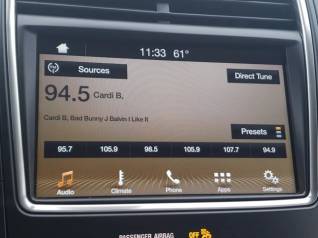 11:33 61°
Sources
Direct Tune
94.5 Cardi B,
Cardi B, Bad Bunny J Balvin I Like It
Presets
95.7 105.9 98.5 105.9 107.7 94.9
Audio Climate Phone Apps Settings
PASSENGER AIRBAG OFF